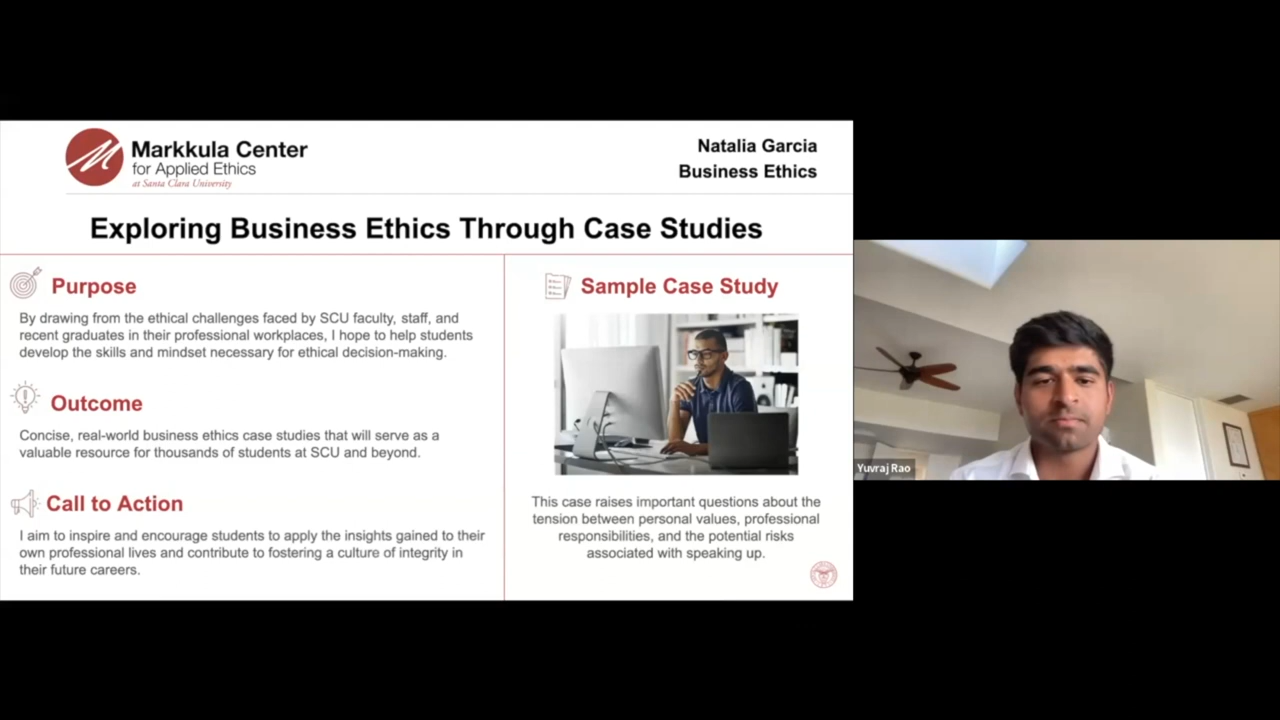 Markkula Center
for Applied Ethics
at Santa Clara University
Natalia Garcia
Business Ethics
Exploring Business Ethics Through Case Studies
Purpose
By drawing from the ethical challenges faced by SCU faculty, staff, and
recent graduates in their professional workplaces, I hope to help students
develop the skills and mindset necessary for ethical decision-making.
Outcome
Concise, real-world business ethics case studies that will serve as a
valuable resource for thousands of students at SCU and beyond.
Call to Action
I aim to inspire and encourage students to apply the insights gained to their
own professional lives and contribute to fostering a culture of integrity in
their future careers.
Sample Case Study
This case raises important questions about the
tension between personal values, professional
responsibilities, and the potential risks
associated with speaking up.
Yuvraj Rao